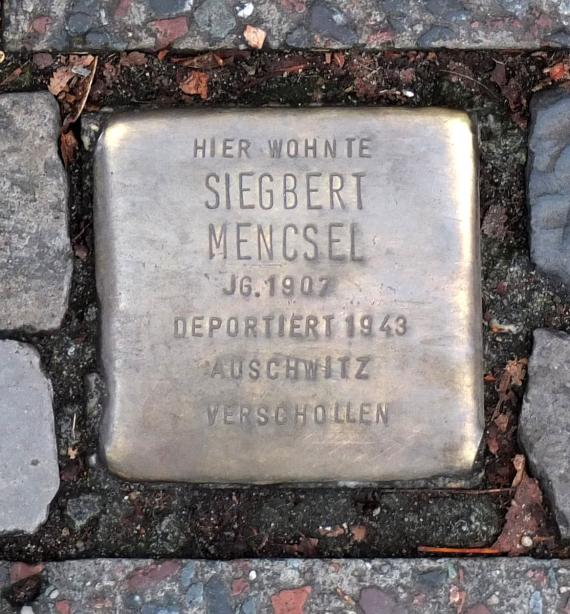 HIER WOHNTE
SIEGBERT
MENCSEL
JG. 1907
DEPORTIERT 1943
AUSCHWITZ
VERSCHOLLEN